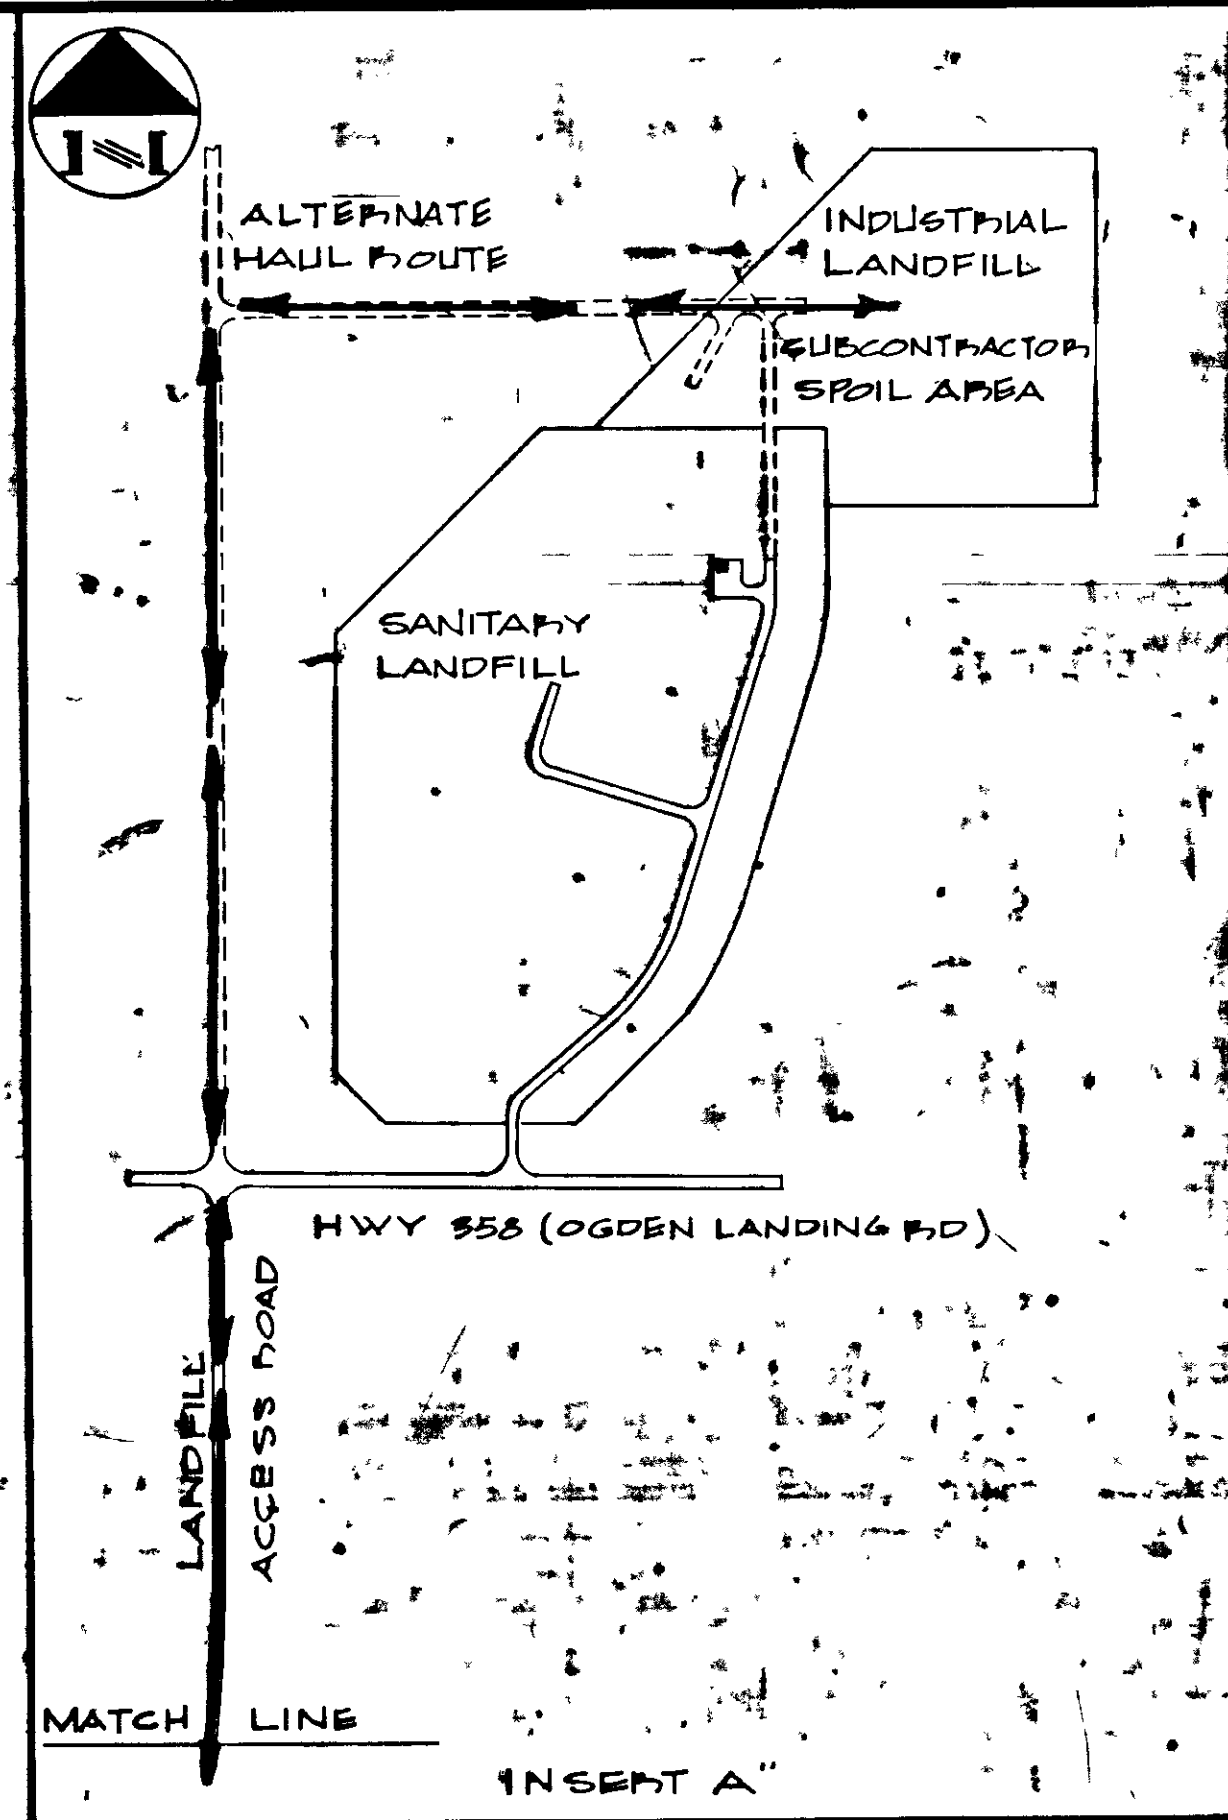 N
ALTERNATE
HAUL ROUTE
INDUSTRIAL
LANDFILL
SUBCONTRACTOR
SPOIL AREA
SANITARY
LANDFILL
HWY 358 (OGDEN LANDING RD)
LANDFILL
ACCESS ROAD
MATCH LINE
"INSERT A"